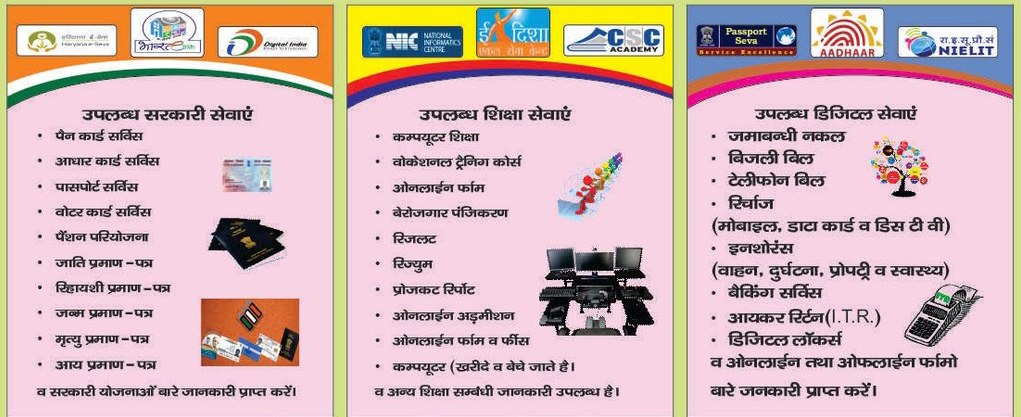 हरियाणा ई-सेवा
Haryana e-Seva
Digital India
उपलब्ध सरकारी सेवाएं
• पैन कार्ड सर्विस
• आधार कार्ड सर्विस
• पासपोर्ट सर्विस
• वोटर कार्ड सर्विस
• पेंशन परियोजना
• जाति प्रमाण-पत्र
• रिहायशी प्रमाण-पत्र
• जन्म प्रमाण-पत्र
• मृत्यु प्रमाण-पत्र
• आय प्रमाण-पत्र
व सरकारी योजनाओं बारे जानकारी प्राप्त करें।
NIC NATIONAL INFORMATICS CENTRE
ई दिशा
एकल सेवा केन्द्र
CSC ACADEMY
उपलब्ध शिक्षा सेवाएं
• कम्पयूटर शिक्षा
• वोकेशनल ट्रैनिग कोर्स
• ओनलाईन फॉम
• बेरोजगार पंजिकरण
• रिजलट
• रिज्युम
• प्रोजकट रिर्पोट
• ओनलाईन अड़मीशन
• ओनलाईन फॉम व फीस
• कम्पयूटर (खरीदे व बेचे जाते है।
व अन्य शिक्षा सम्बंधी जानकारी उपलब्ध है।
Passport Seva
Service Excellence
AADHAAR
रा.इ.सू.प्रौ.सं
NIELIT
उपलब्ध डिजिटल सेवाएं
• जमाबन्धी नकल
• बिजली बिल
• टेलीफोन बिल
• रिर्चाज
(मोबाइल, डाटा कार्ड व डिस टी वी)
• इनशोरंस
(वाहन, दुर्घटना, प्रोपट्री व स्वास्थ्य)
• बैकिंग सर्विस
• आयकर रिर्टन(I.T.R.)
• डिजिटल लॉकर्स
व ओनलाईन तथा ओफलाईन फॉमो
बारे जानकारी प्राप्त करें।